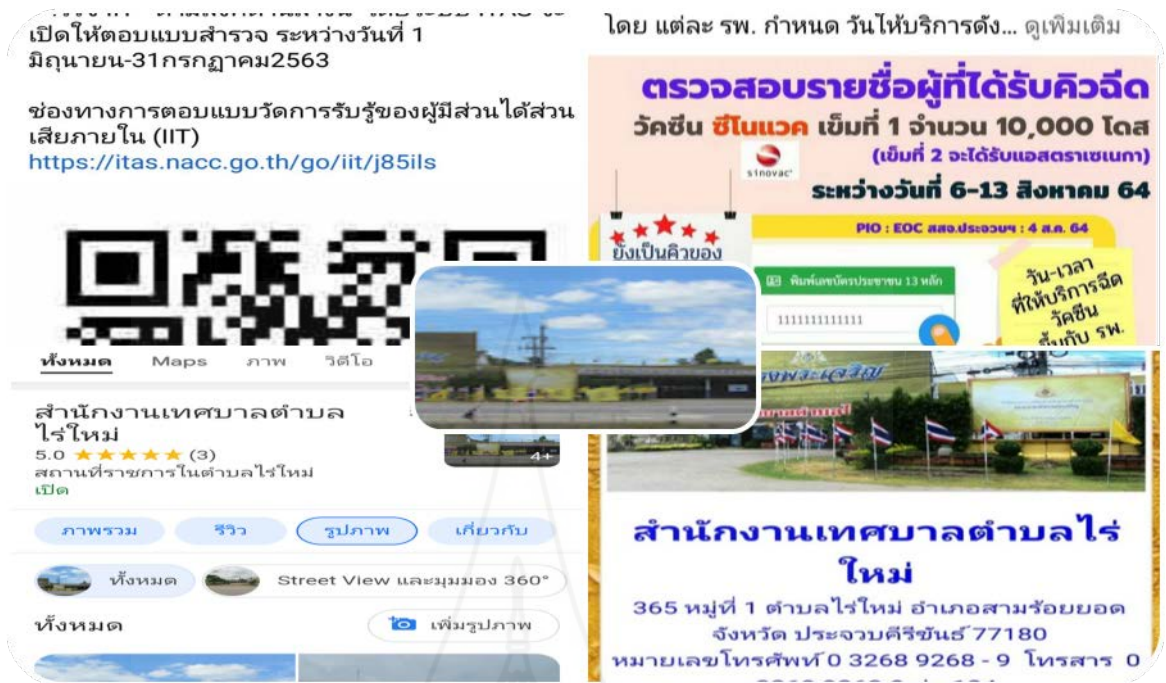 เปิดให้ตอบแบบสำรวจ ระหว่างวันที่ 1
มิถุนายน-31กรกฎาคม2563
ช่องทางการตอบแบบวัดการรับรู้ของผู้มีส่วนได้ส่วน
เสียภายใน (IIT)
https://itas.nacc.go.th/go/iit/j85ils
ทั้งหมด Maps ภาพ วิดีโอ
สำนักงานเทศบาลตำบล
ไร่ใหม่
5.0 (3)
สถานที่ราชการในตำบลไร่ใหม่
เปิด
4+
ภาพรวม รีวิว รูปภาพ เกี่ยวกับ
ทั้งหมด Street View และมุมมอง 360°
ทั้งหมด เพิ่มรูปภาพ
โดย แต่ละ รพ. กำหนด วันให้บริการดัง... ดูเพิ่มเติม
ตรวจสอบรายชื่อผู้ที่ได้รับคิวฉีด
วัคซีน ซิโนแวค เข็มที่ 1 จำนวน 10,000 โดส
(เข็มที่ 2 จะได้รับแอสตราเซเนกา)
sinovac
ระหว่างวันที่ 6-13 สิงหาคม 64
PIO : EOC สสจ.ประจวบฯ : 4 ส.ค. 64
ยังเป็นคิวของ
พิมพ์เลขบัตรประชาชน 13 หลัก
1111111111111
วัน-เวลา
ที่ให้บริการฉีด
วัคซีน
ขึ้นกับ รพ.
สำนักงานเทศบาลตำบลไร่
ใหม่
365 หมู่ที่ 1 ตำบลไร่ใหม่ อำเภอสามร้อยยอด
จังหวัด ประจวบคีรีขันธ์ 77180
หมายเลขโทรศัพท์ 0 3268 9268 - 9 โทรสาร 0